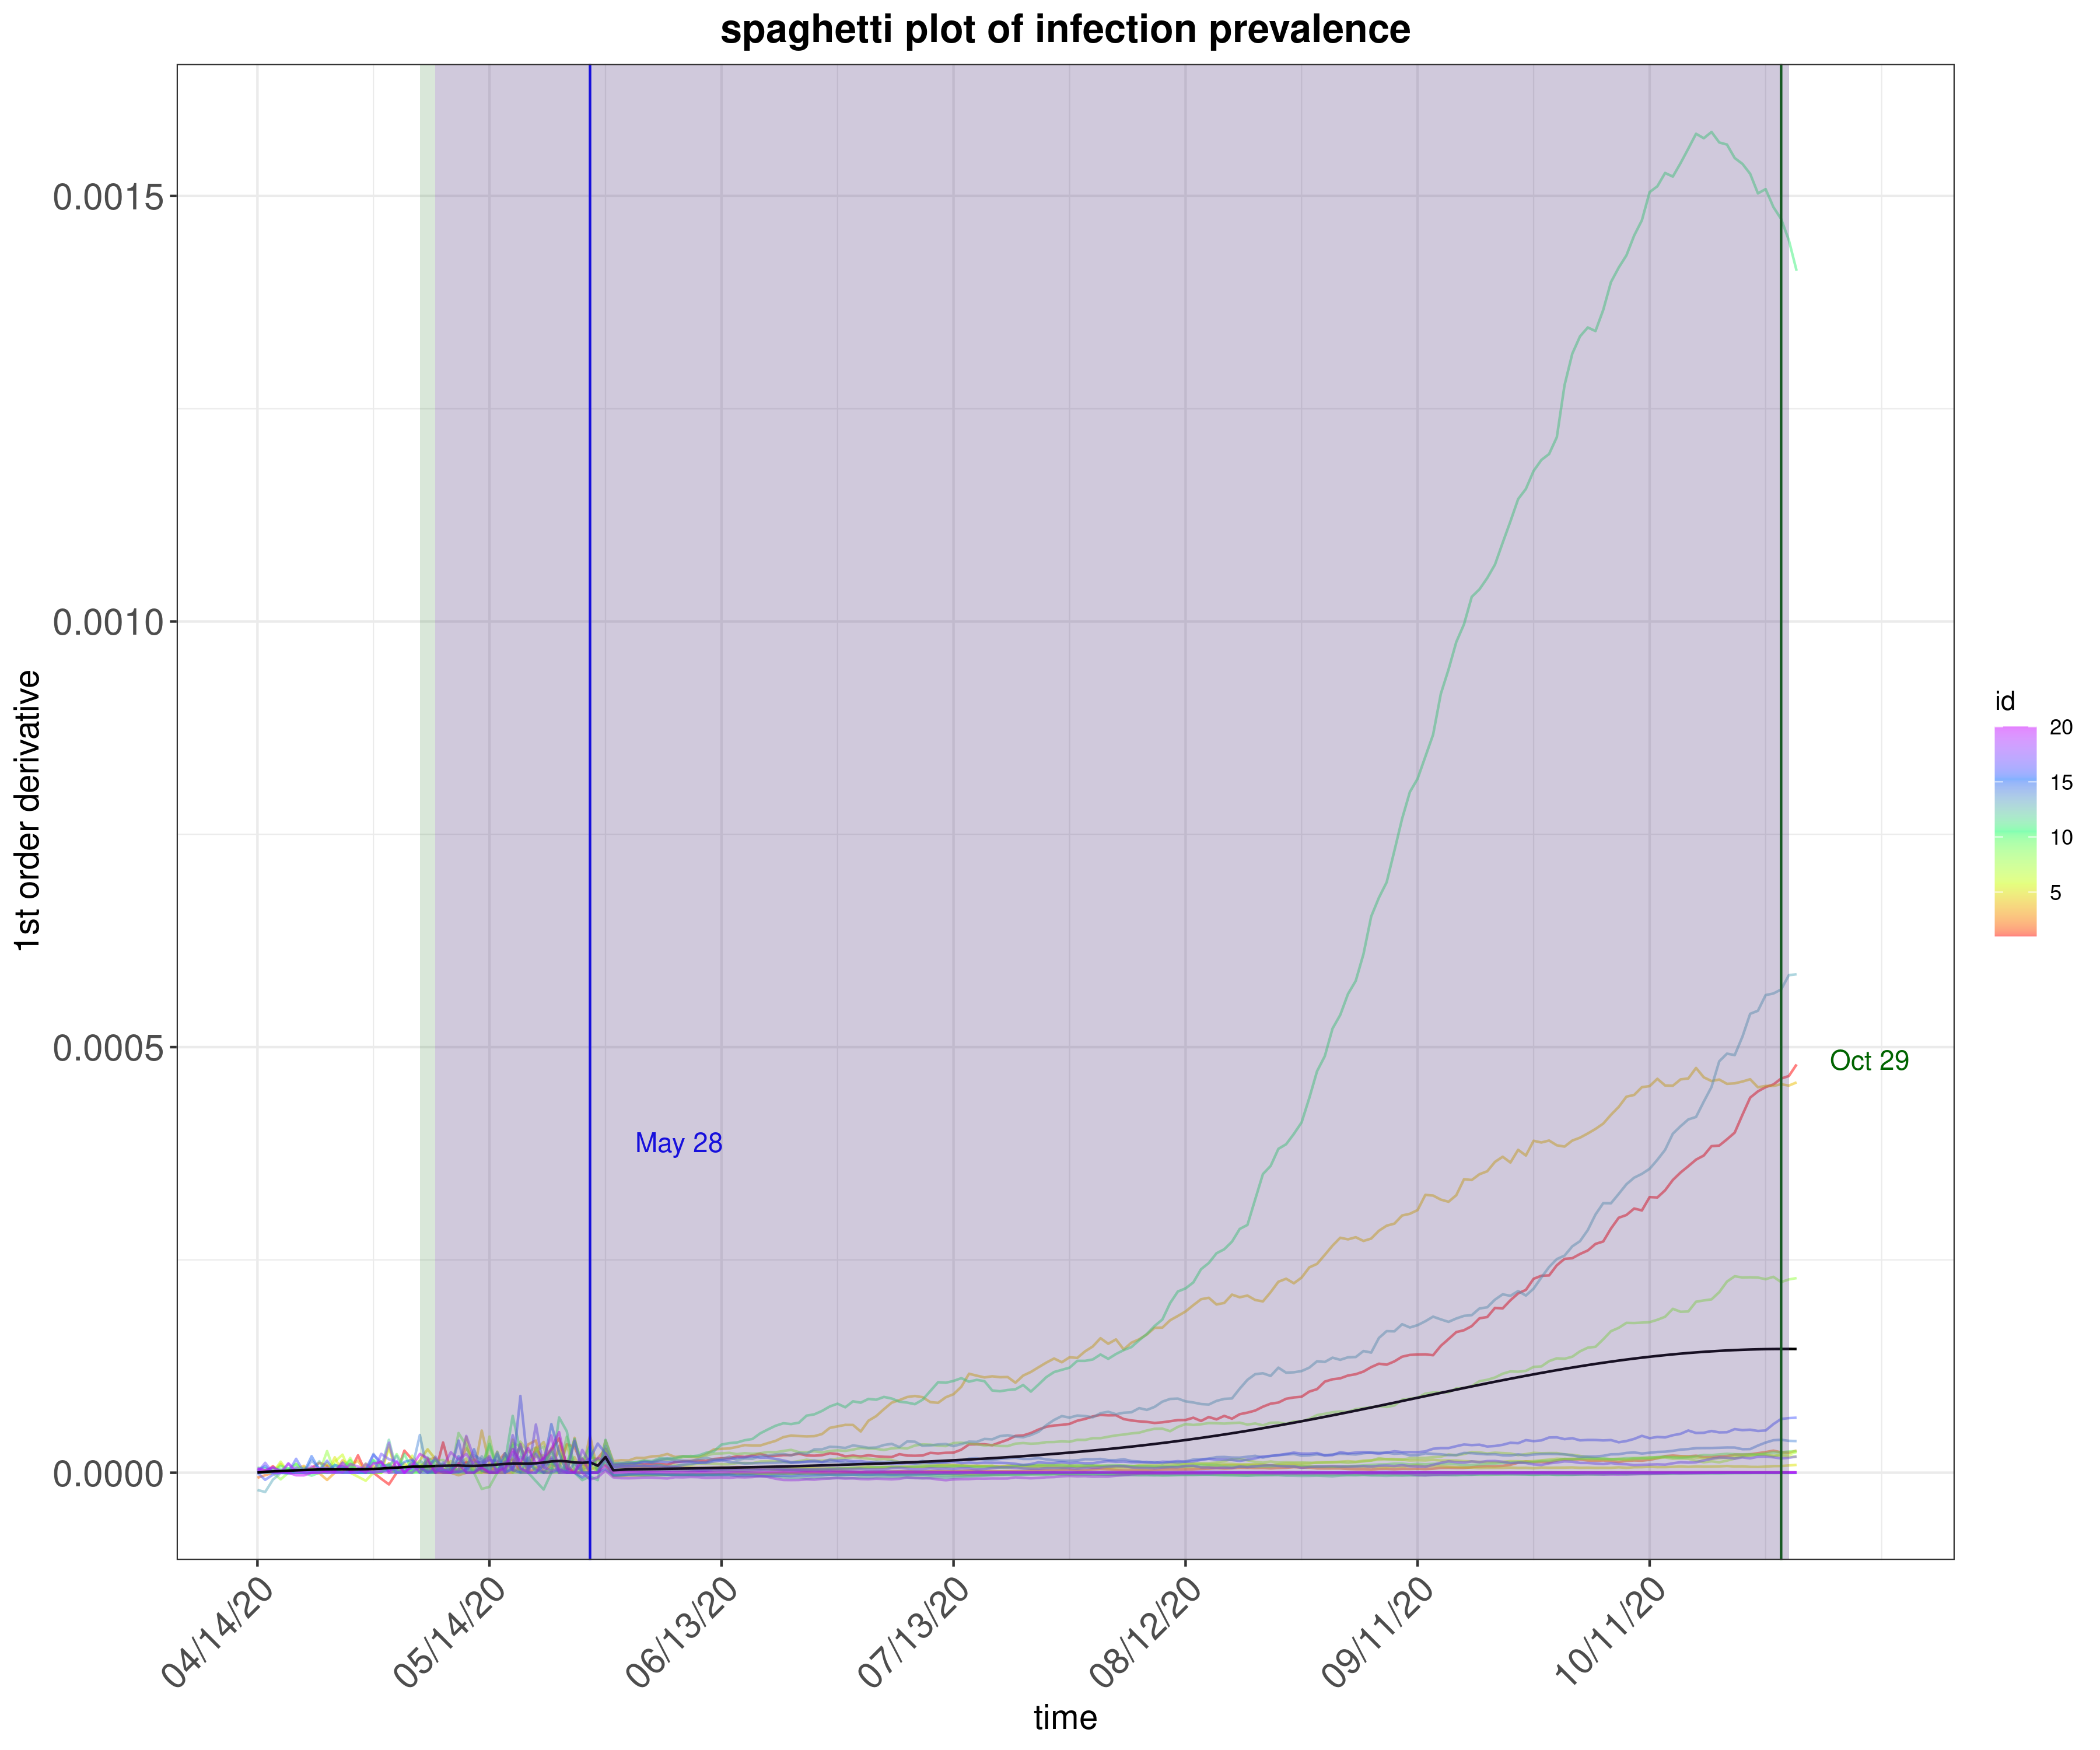 spaghetti plot of infection prevalence
0.0015
0.0010
0.0005
0.0000
1st order derivative
May 28
Oct 29
id
20
15
10
5
04/14/20
05/14/20
06/13/20
07/13/20
08/12/20
09/11/20
10/11/20
time